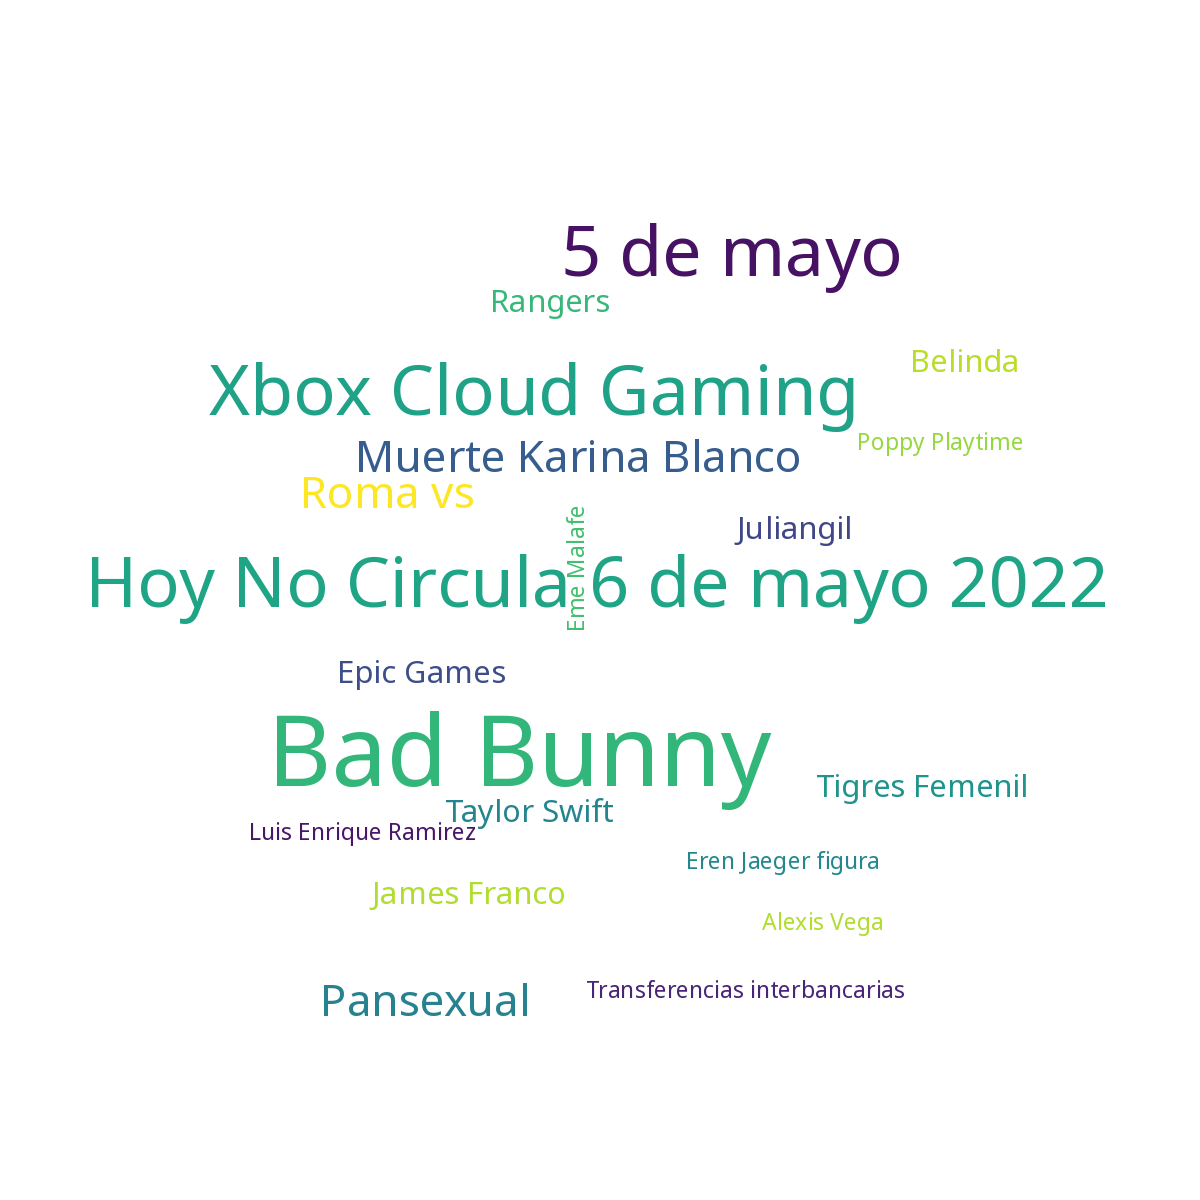 5 de mayo
Rangers
Belinda
Xbox Cloud Gaming
Poppy Playtime
Muerte Karina Blanco
Roma vs
Juliangil
Eme Malafe
Hoy No Circula 6 de mayo 2022
Epic Games
Bad Bunny
Tigres Femenil
Taylor Swift
Luis Enrique Ramirez
Eren Jaeger figura
James Franco
Alexis Vega
Transferencias interbancarias
Pansexual